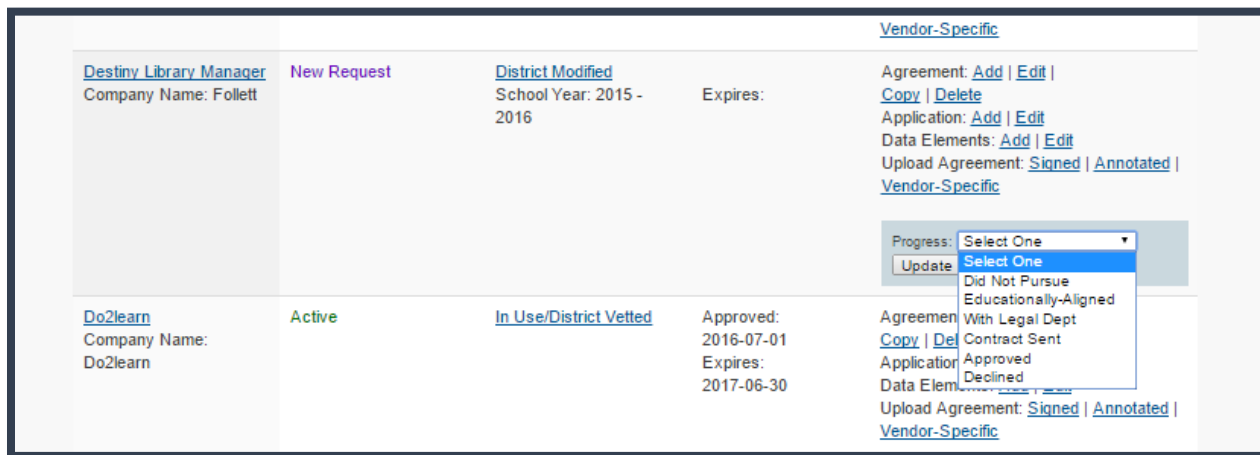 Vendor-Specific
Destiny Library Manager
Company Name: Follett
New Request
District Modified
School Year: 2015 -
2016
Expires:
Agreement: Add | Edit |
Copy | Delete
Application: Add | Edit
Data Elements: Add | Edit
Upload Agreement: Signed | Annotated |
Vendor-Specific
Progress: Select One
Update
Select One
Did Not Pursue
Educationally-Aligned
With Legal Dept
Contract Sent
Approved
Declined
Do2learn
Company Name:
Do2learn
Active
In Use/District Vetted
Approved:
2016-07-01
Expires:
2017-06-30
Agreemen
Copy | Del
Application
Data Elem
Upload Agreement: Signed | Annotated |
Vendor-Specific